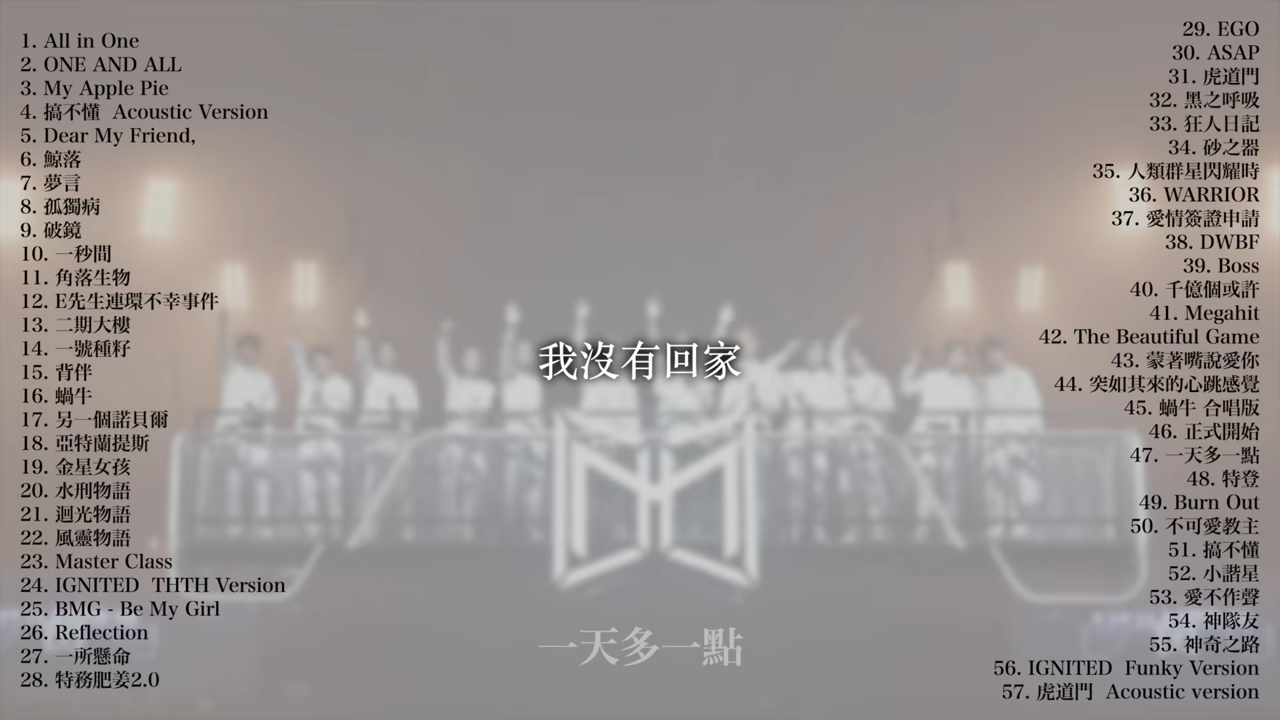 1. All in One
2. ONE AND ALL
3. My Apple Pie
4. 搞不懂  Acoustic Version
5. Dear My Friend,
6. 鯨落
7. 夢言
8. 孤獨病
9. 破鏡
10. 一秒間
11. 角落生物
12. E先生連環不幸事件
13. 二期大樓
14. 一號種籽
15. 背伴
16. 蝸牛
17. 另一個諾貝爾
18. 亞特蘭提斯
19. 金星女孩
20. 水刑物語
21. 迴光物語
22. 風靈物語
23. Master Class
24. IGNITED  THTH Version
25. BMG - Be My Girl
26. Reflection
27. 一所懸命
28. 特務肥姜2.0
我沒有回家
一天多一點
29. EGO
30. ASAP
31. 虎道門
32. 黑之呼吸
33. 狂人日記
34. 砂之器
35. 人類群星閃耀時
36. WARRIOR
37. 愛情簽證申請
38. DWBF
39. Boss
40. 千億個或許
41. Megahit
42. The Beautiful Game
43. 蒙著嘴說愛你
44. 突如其來的心跳感覺
45. 蝸牛 合唱版
46. 正式開始
47. 一天多一點
48. 特登
49. Burn Out
50. 不可愛教主
51. 搞不懂
52. 小諧星
53. 愛不作聲
54. 神隊友
55. 神奇之路
56. IGNITED  Funky Version
57. 虎道門  Acoustic version